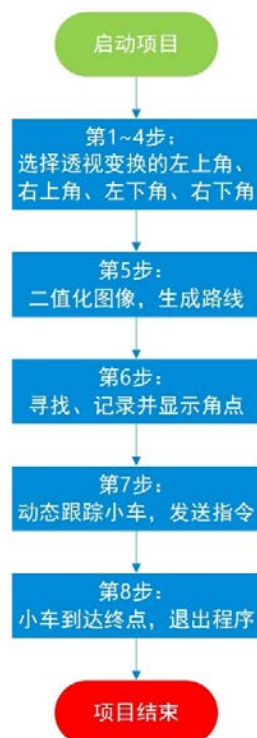 启动项目
第1~4步：
选择透视变换的左上角、
右上角、左下角、右下角
第5步：
二值化图像，生成路线
第6步：
寻找、记录并显示角点
第7步：
动态跟踪小车，发送指令
第8步：
小车到达终点，退出程序
项目结束